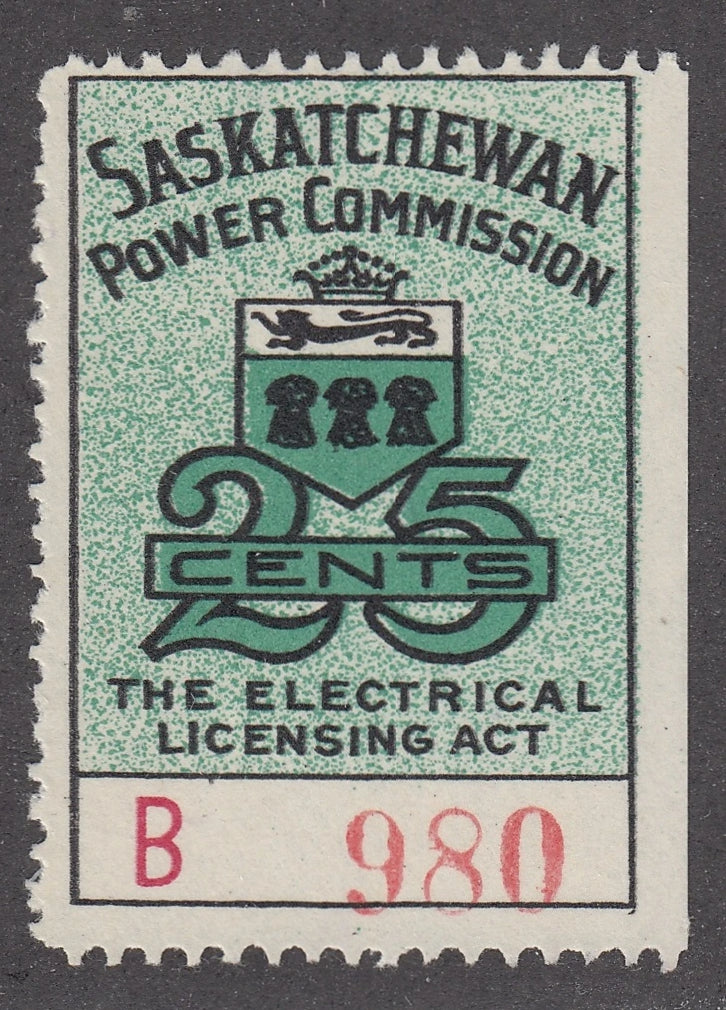 SASKATCHEWAN
POWER COMMISSION
25
CENTS
THE ELECTRICAL
LICENSING ACT
B 980